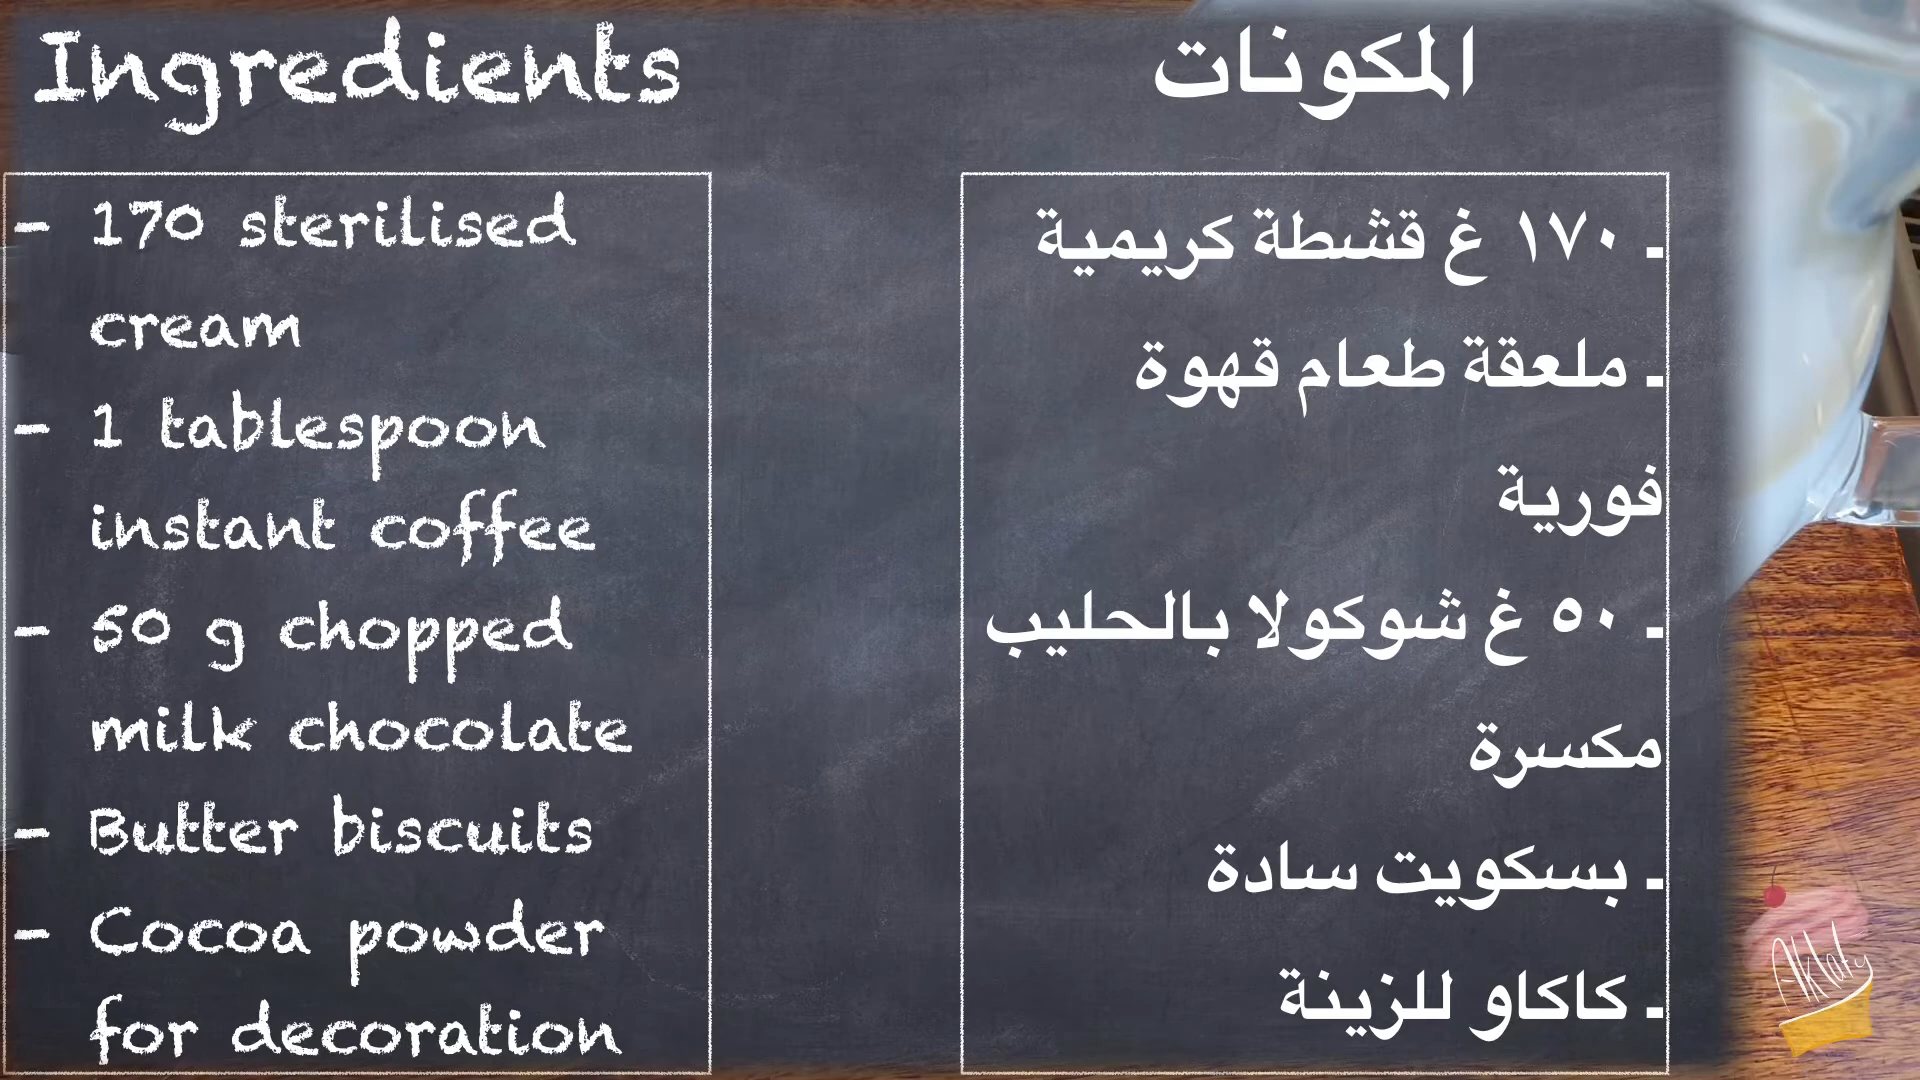 Ingredients
- 170 sterilised
cream
- 1 tablespoon
instant coffee
- 50 g chopped
milk chocolate
- Butter biscuits
- Cocoa powder
for decoration
المكونات
- ١٧٠ غ قشطة كريمية
- ملعقة طعام قهوة
فورية
- ٥٠ غ شوكولا بالحليب
مكسرة
- بسكويت سادة
- كاكاو للزينة
Aklaty